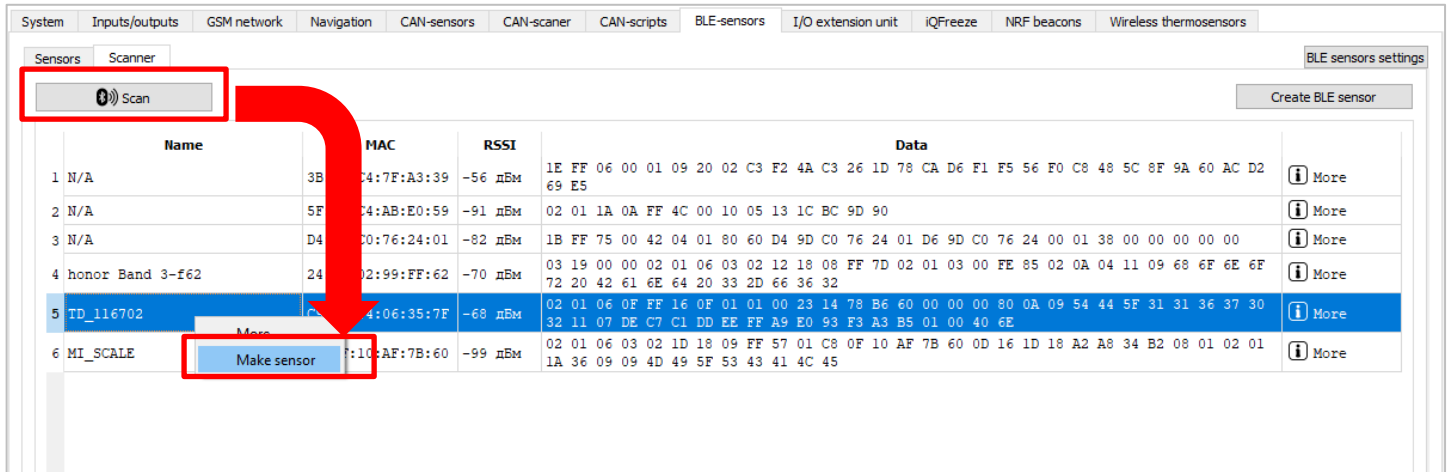 System Inputs/outputs GSM network Navigation CAN-sensors CAN-scaner CAN-scripts BLE-sensors I/O extension unit iQFreeze NRF beacons Wireless thermosensors
Sensors Scanner BLE sensors settings
Scan Create BLE sensor
Name MAC RSSI Data
1 N/A 3B C4:7F:A3:39 -56 дБм 1E FF 06 00 01 09 20 02 C3 F2 4A C3 26 1D 78 CA D6 F1 F5 56 F0 C8 48 5C 8F 9A 60 AC D2 More
69 E5
2 N/A 5F C4:AB:E0:59 -91 дБм 02 01 1A 0A FF 4C 00 10 05 13 1C BC 9D 90 More
3 N/A D4 C0:76:24:01 -82 дБм 1B FF 75 00 42 04 01 80 60 D4 9D C0 76 24 01 D6 9D C0 76 24 00 01 38 00 00 00 00 00 More
4 honor Band 3-f62 24 02:99:FF:62 -70 дБм 03 19 00 00 02 01 06 03 02 12 18 08 FF 7D 02 01 03 00 FE 85 02 0A 04 11 09 68 6F 6E 6F More
72 20 42 61 6E 64 20 33 2D 66 36 32
5 TD_116702 :06:35:7F -68 дБм 02 01 06 0F FF 16 0F 01 01 00 23 14 78 B6 60 00 00 00 80 0A 09 54 44 5F 31 31 36 37 30 More
32 11 07 DE C7 C1 DD EE FF A9 E0 93 F3 A3 B5 01 00 40 6E
More
6 MI_SCALE :10:AF:7B:60 -99 дБм 02 01 06 03 02 1D 18 09 FF 57 01 C8 0F 10 AF 7B 60 0D 16 1D 18 A2 A8 34 B2 08 01 02 01 More
1A 36 09 09 4D 49 5F 53 43 41 4C 45
Make sensor